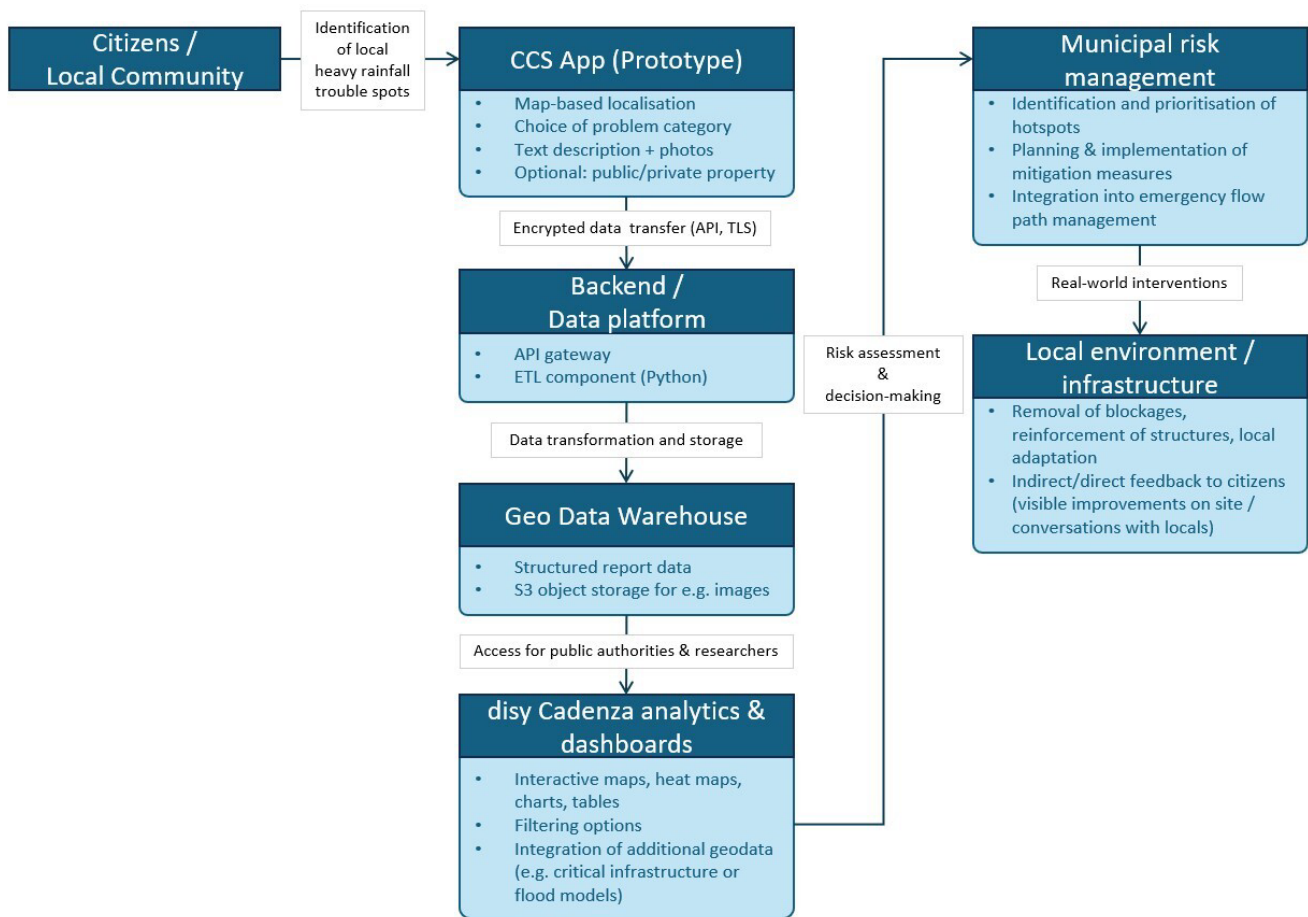 Citizens /
Local Community
Identification
of local
heavy rainfall
trouble spots
CCS App (Prototype)
• Map-based localisation
• Choice of problem category
• Text description + photos
• Optional: public/private property
Encrypted data transfer (API, TLS)
Backend /
Data platform
• API gateway
• ETL component (Python)
Data transformation and storage
Geo Data Warehouse
• Structured report data
• S3 object storage for e.g. images
Access for public authorities & researchers
disy Cadenza analytics &
dashboards
• Interactive maps, heat maps,
charts, tables
• Filtering options
• Integration of additional geodata
(e.g. critical infrastructure or
flood models)
Risk assessment
&
decision-making
Municipal risk
management
• Identification and prioritisation of
hotspots
• Planning & implementation of
mitigation measures
• Integration into emergency flow
path management
Real-world interventions
Local environment /
infrastructure
• Removal of blockages,
reinforcement of structures, local
adaptation
• Indirect/direct feedback to citizens
(visible improvements on site /
conversations with locals)